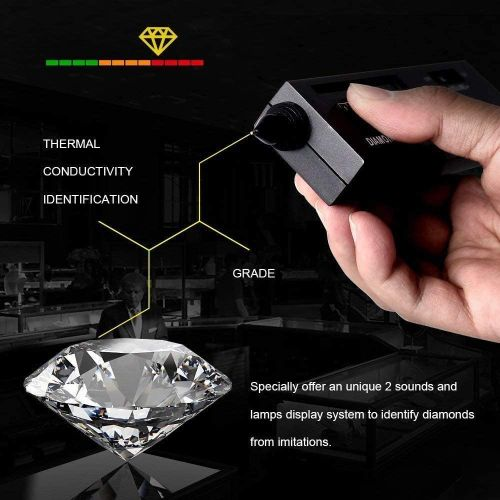 THERMAL
CONDUCTIVITY
IDENTIFICATION
GRADE
Specially offer an unique 2 sounds and
lamps display system to identify diamonds
from imitations.